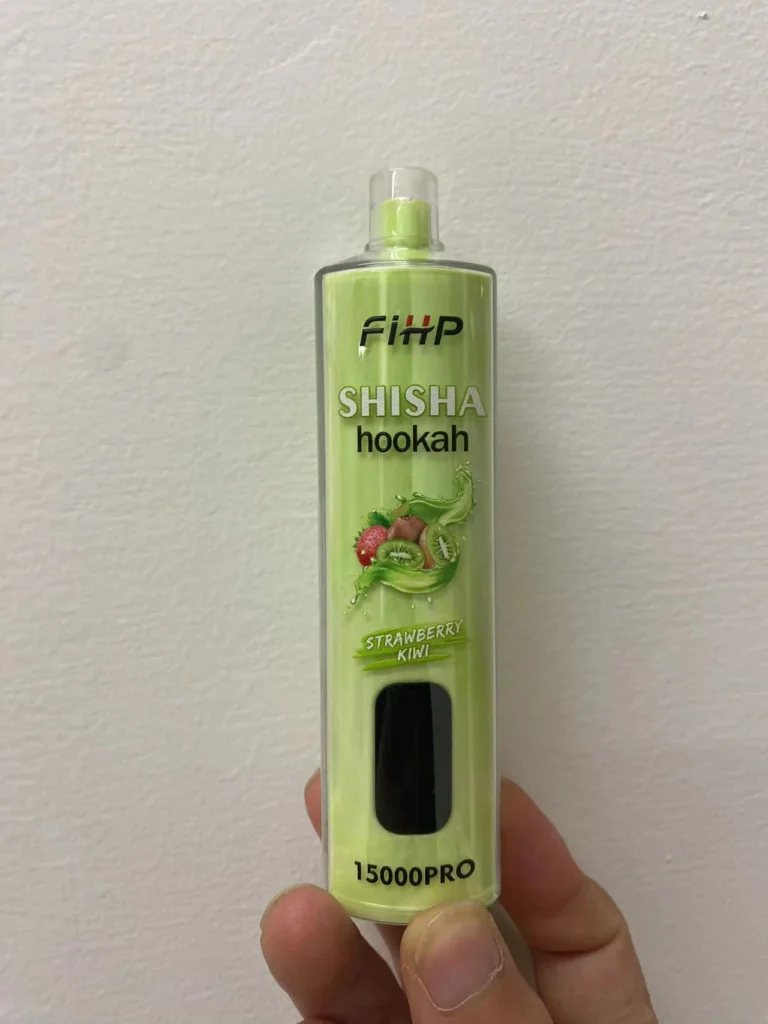 FiHP
SHISHA
hookah
STRAWBERRY
KIWI
15000PRO